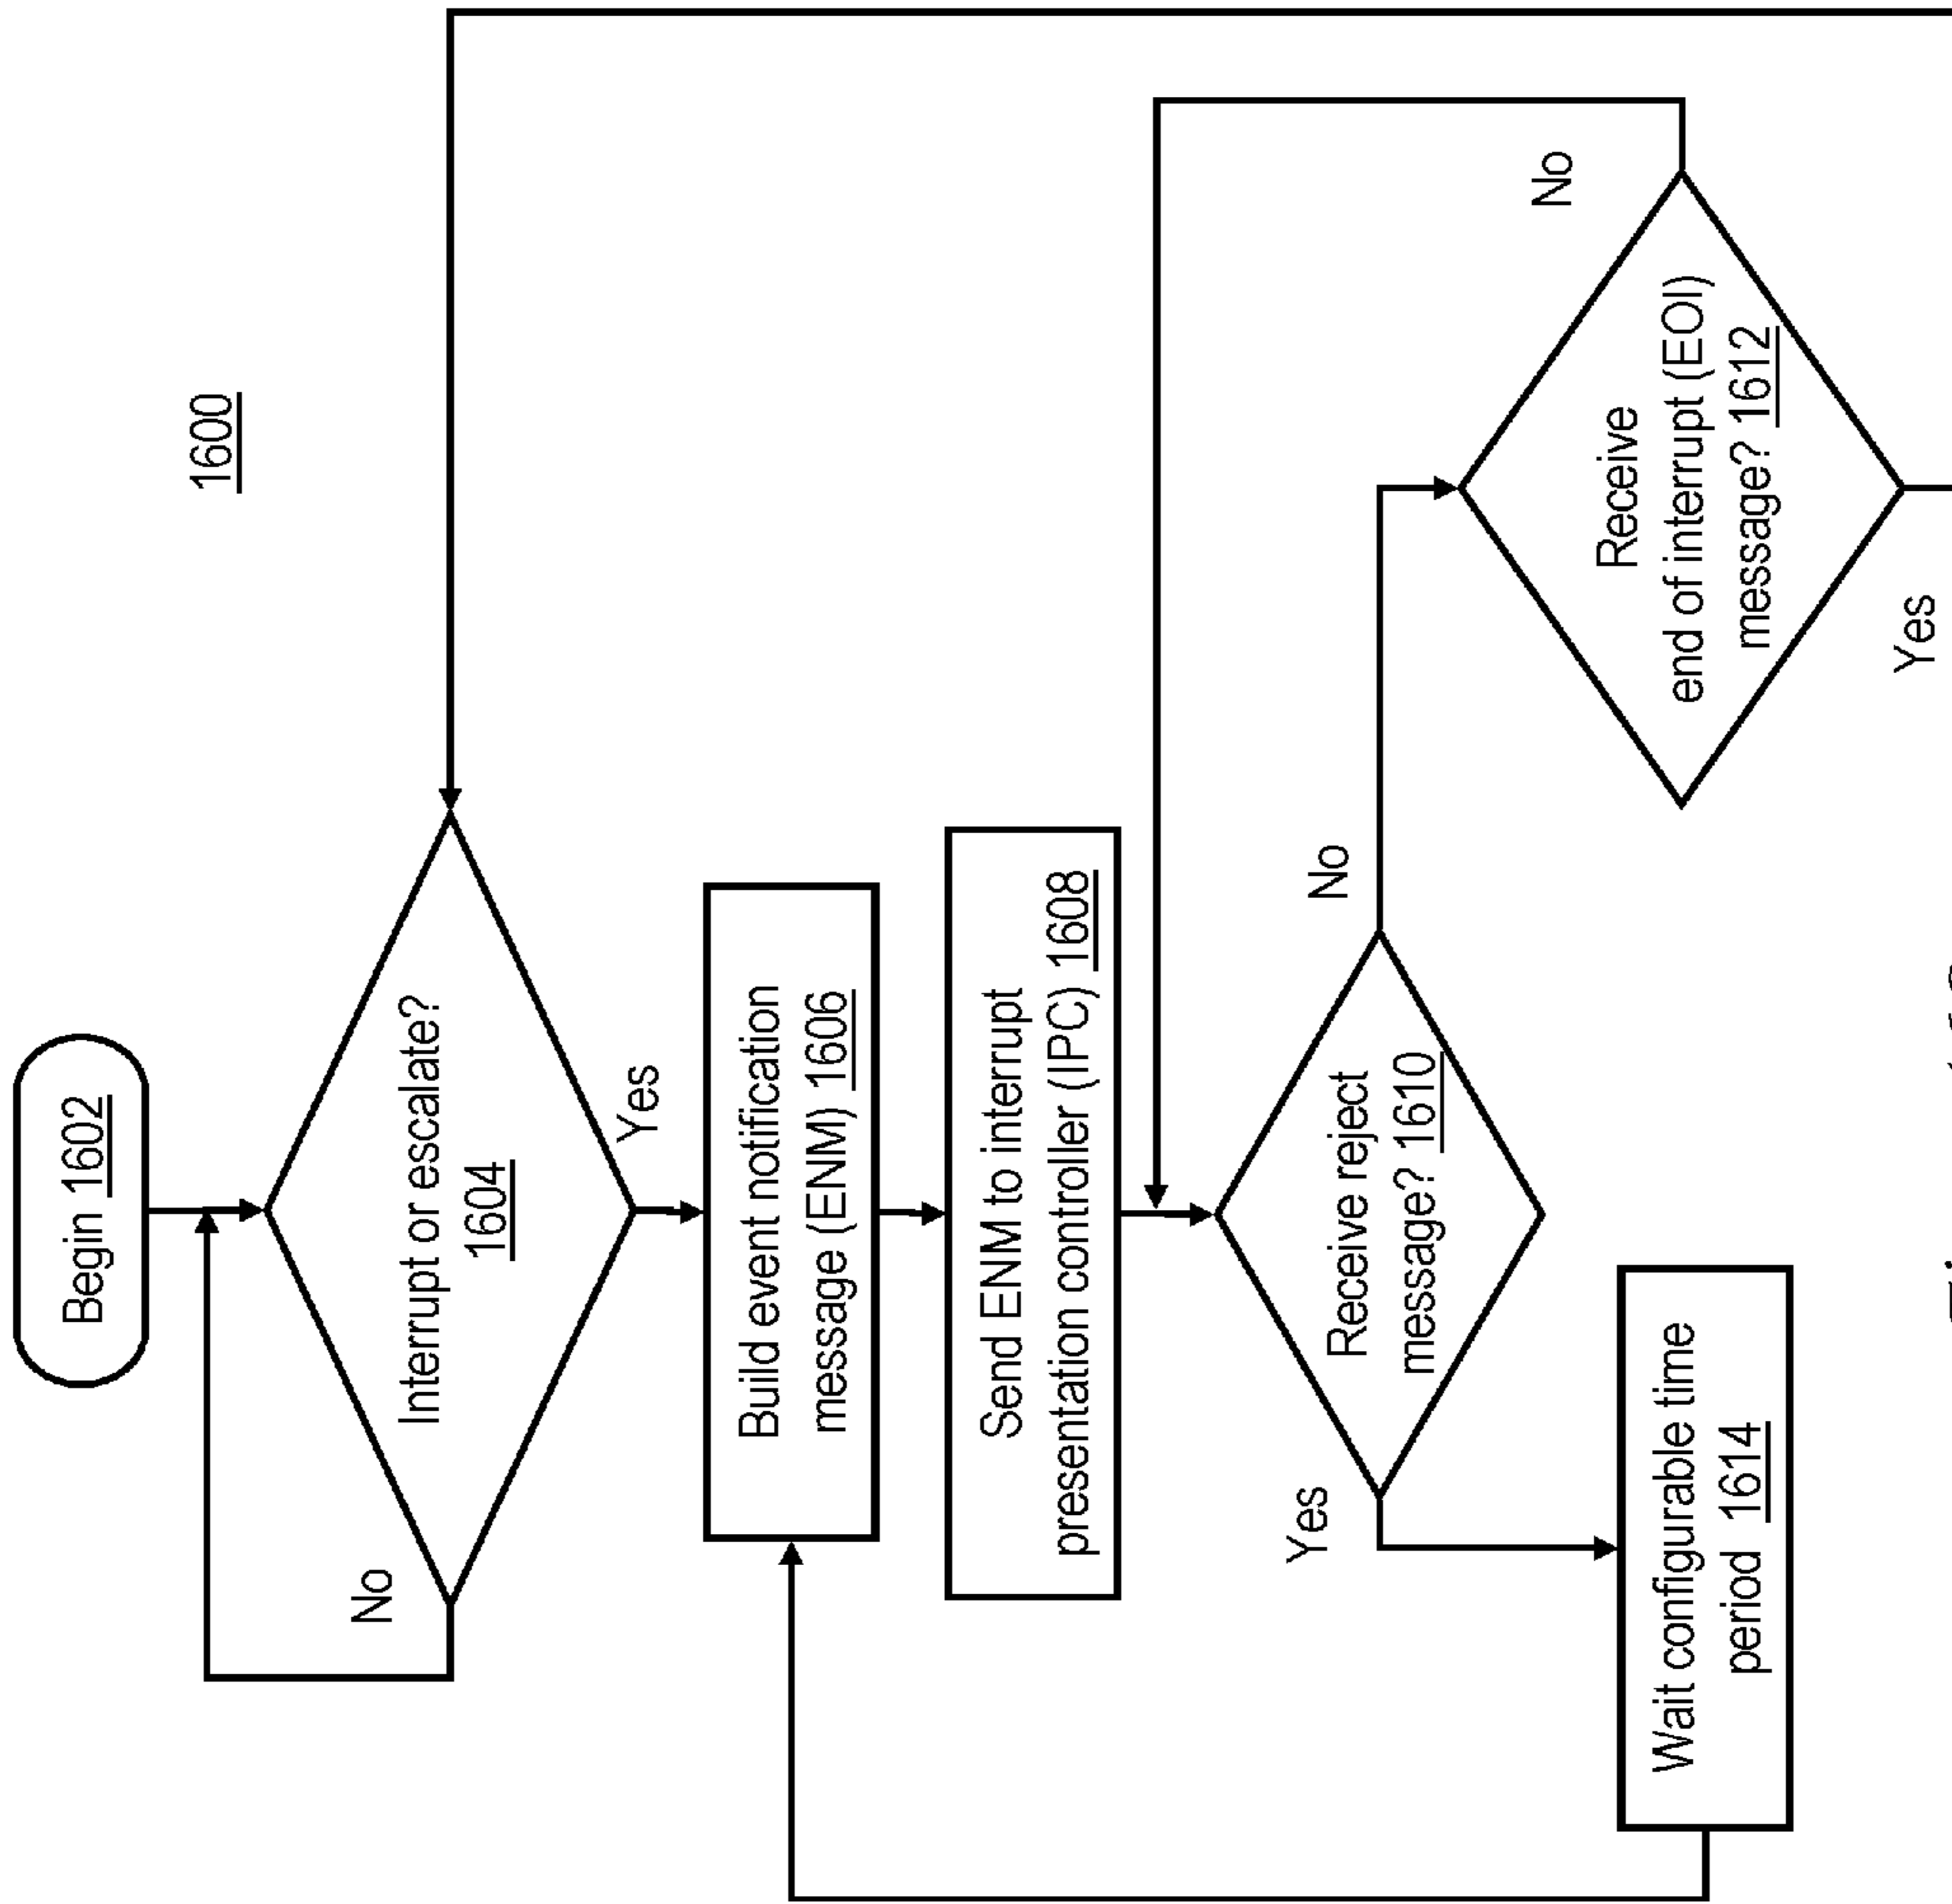 1600
Begin 1602
Interrupt or escalate?
1604
No
Yes
Build event notification
message (ENM) 1606
Send ENM to interrupt
presentation controller (IPC) 1608
Receive reject
message? 1610
Yes
No
Wait configurable time
period 1614
Receive
end of interrupt (EOI)
message? 1612
No
Yes